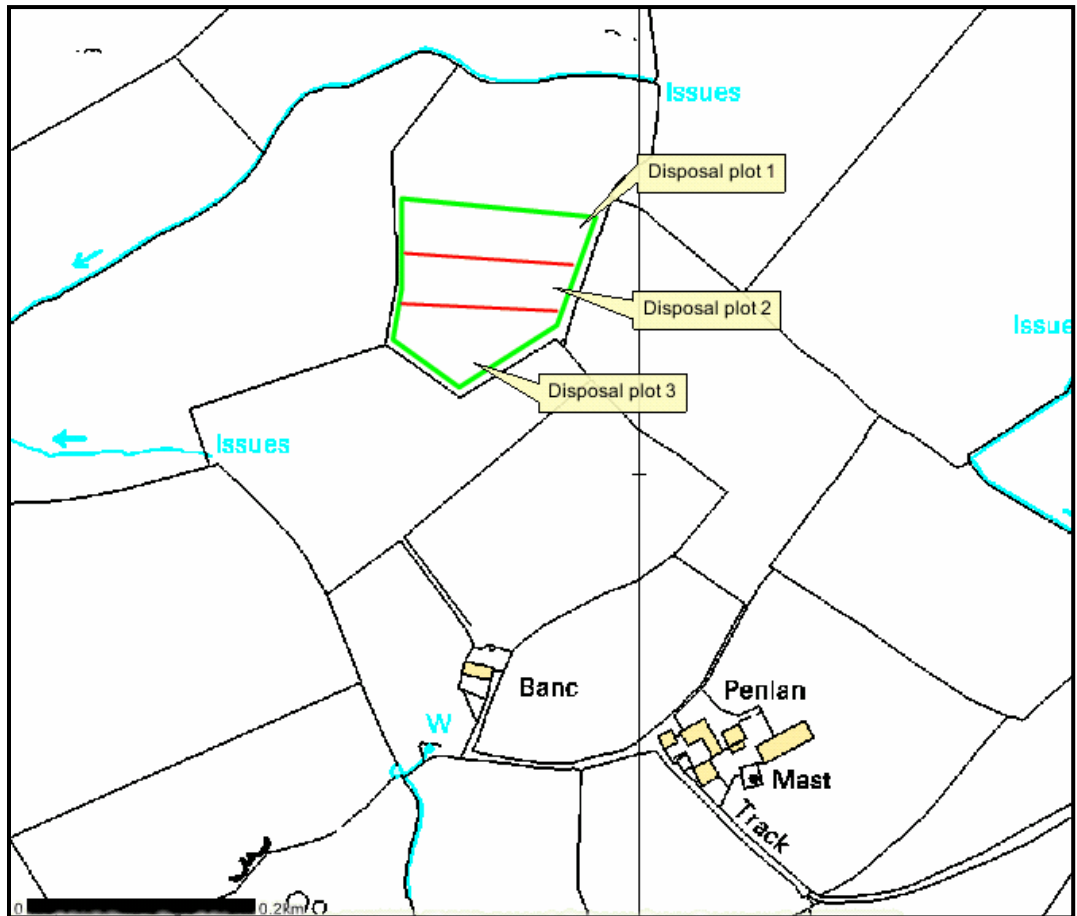 Issues
Disposal plot 1
Disposal plot 2
Issue
Disposal plot 3
Issues
Banc
Penlan
W
Mast
Track
0
0.2km